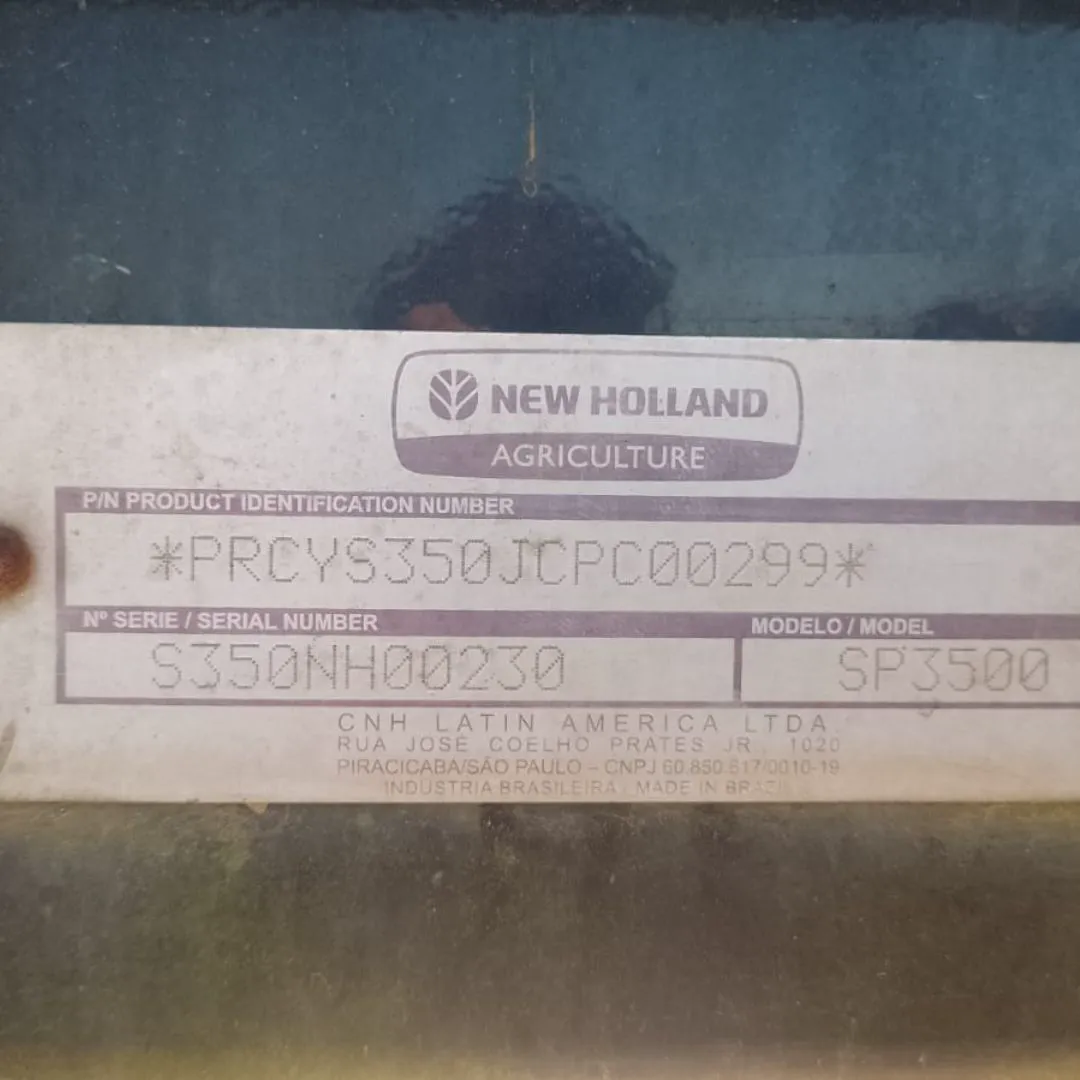 NEW HOLLAND
AGRICULTURE
P/N PRODUCT IDENTIFICATION NUMBER
*PRCYS350JCPC00299*
Nº SERIE / SERIAL NUMBER
MODELO / MODEL
S350NH00230
SP3500
CNH LATIN AMERICA LTDA
RUA JOSÉ COELHO PRATES JR, 1020
PIRACICABA/SÃO PAULO - CNPJ 60.850.617/0010-19
INDUSTRIA BRASILEIRA / MADE IN BRAZIL